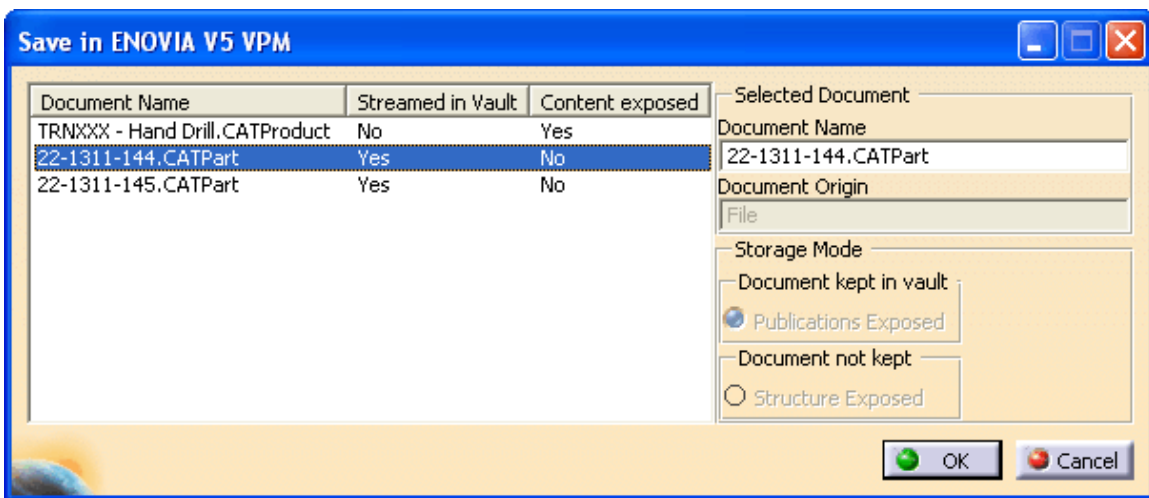 Save in ENOVIA V5 VPM
Document Name Streamed in Vault Content exposed
TRNXXX - Hand Drill.CATProduct No Yes
22-1311-144.CATPart Yes No
22-1311-145.CATPart Yes No
Selected Document
Document Name
22-1311-144.CATPart
Document Origin
File
Storage Mode
Document kept in vault
Publications Exposed
Document not kept
Structure Exposed
OK Cancel